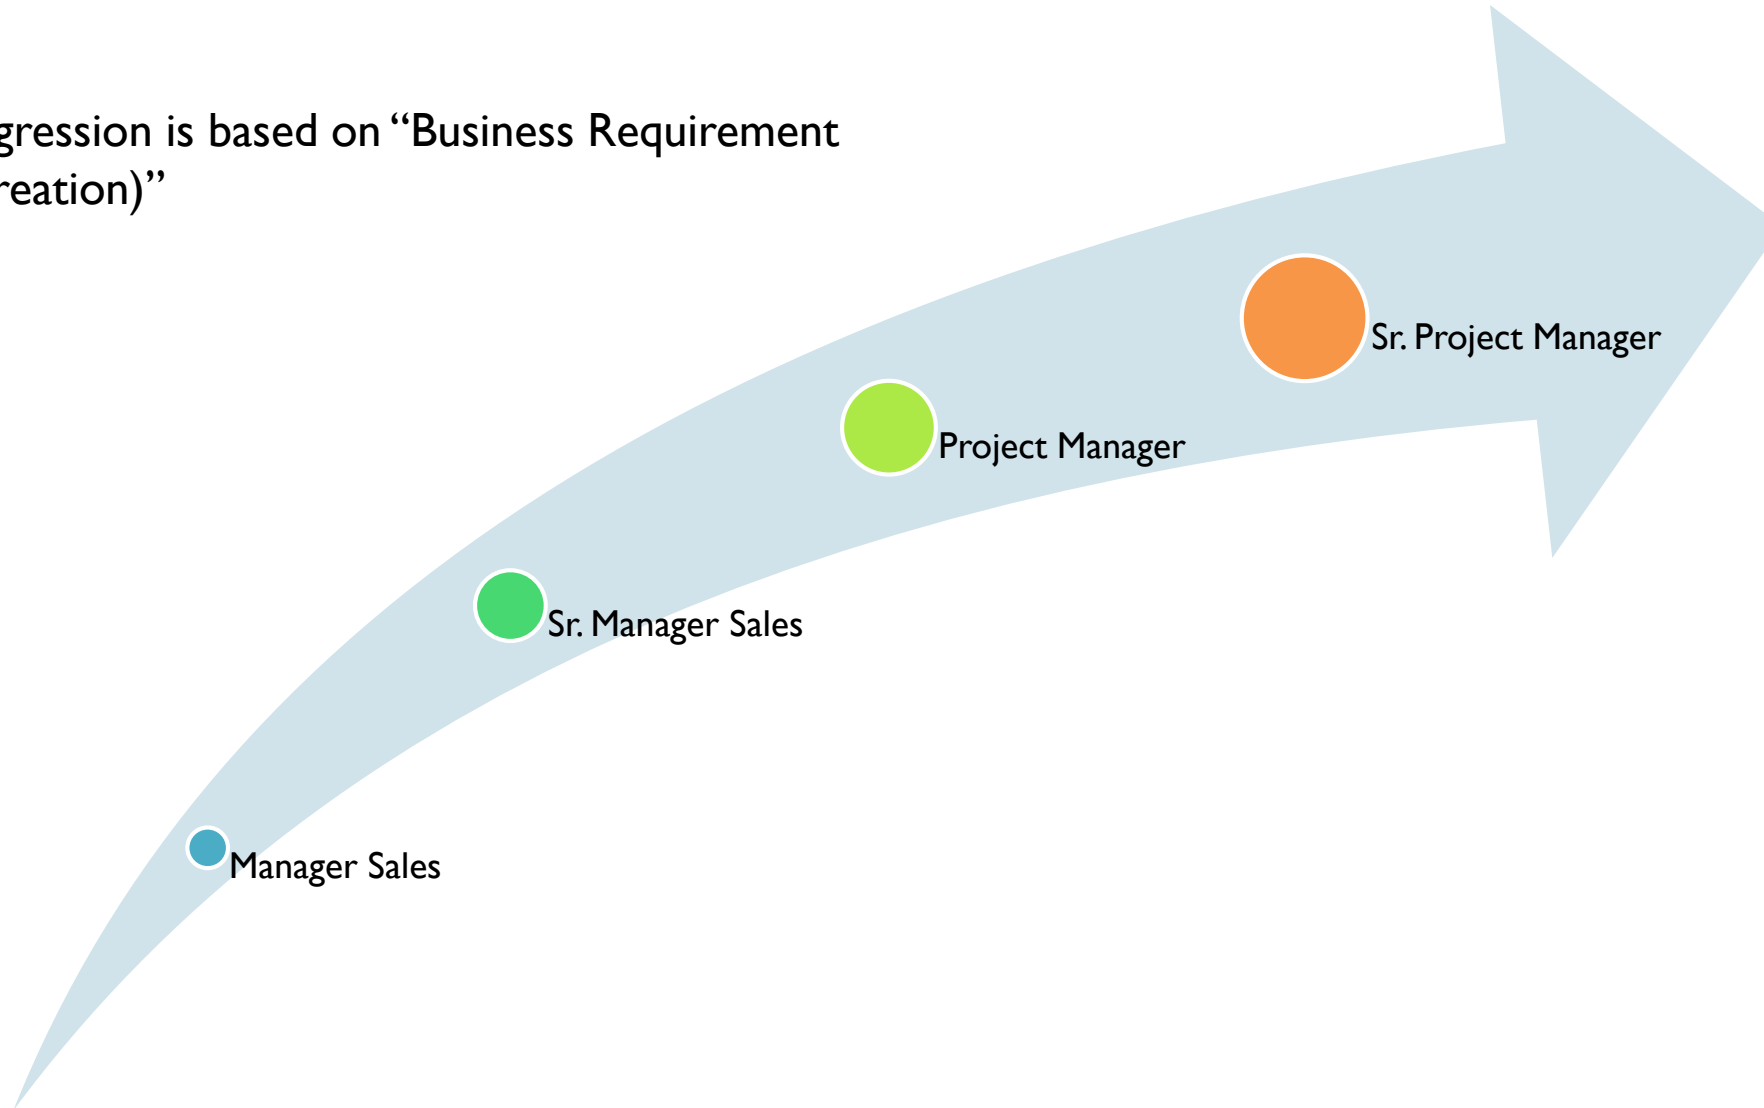 gression is based on “Business Requirement
reation)”
Sr. Project Manager
Project Manager
Sr. Manager Sales
Manager Sales